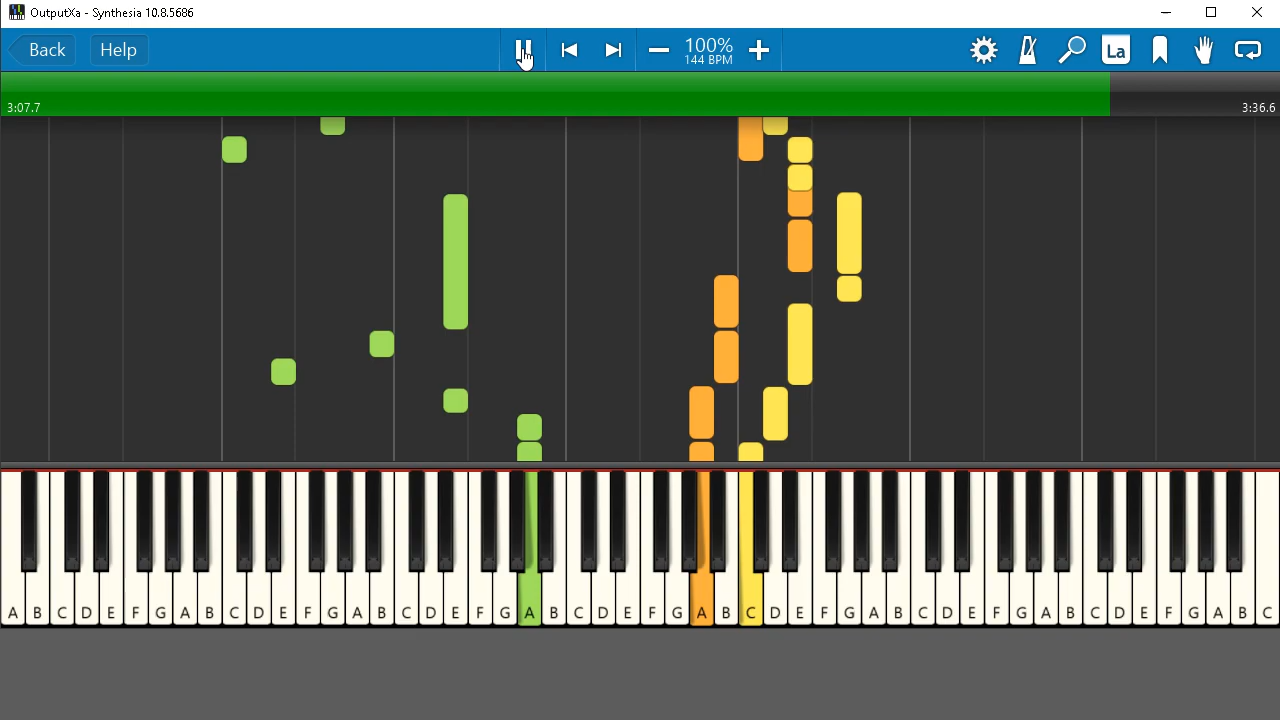 OutputXa - Synthesia 10.8.5686
Back Help 100% La
144 BPM
3:07.7 3:36.6
A B C D E F G A B C D E F G A B C D E F G A B C D E F G A B C D E F G A B C D E F G A B C D E F G A B C